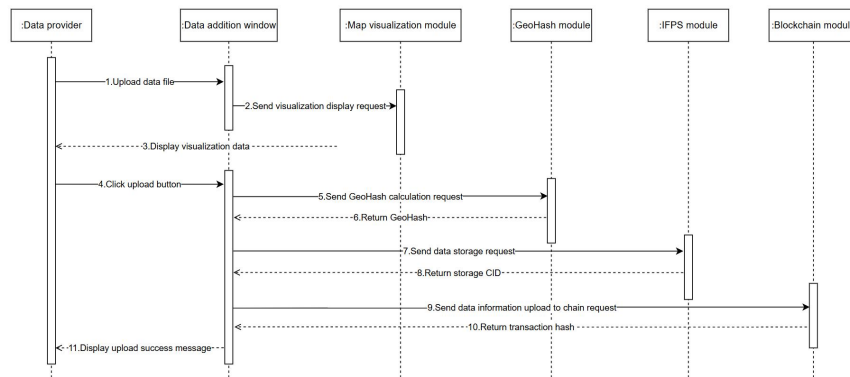 :Data provider
:Data addition window
:Map visualization module
:GeoHash module
:IFPS module
:Blockchain modul
1.Upload data file
2.Send visualization display request
3.Display visualization data
4.Click upload button
5.Send GeoHash calculation request
6.Return GeoHash
7.Send data storage request
8.Return storage CID
9.Send data information upload to chain request
10.Return transaction hash
11.Display upload success message